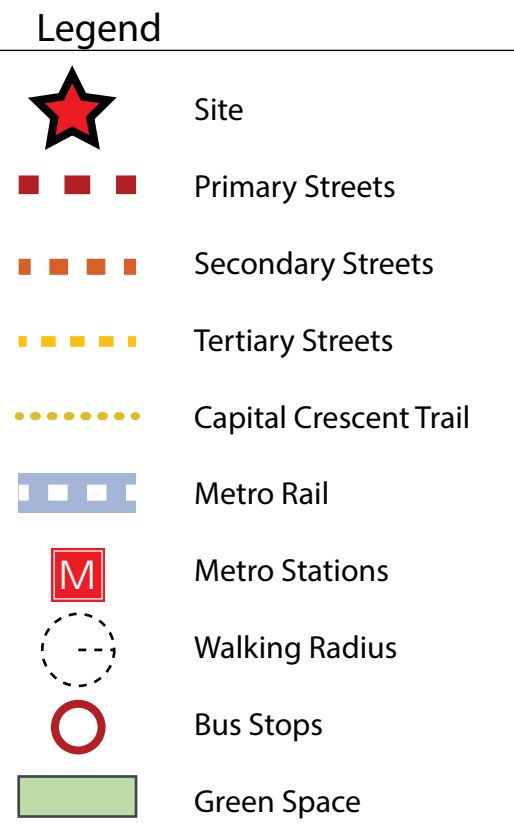 Legend
Site
Primary Streets
Secondary Streets
Tertiary Streets
Capital Crescent Trail
Metro Rail
M Metro Stations
Walking Radius
Bus Stops
Green Space